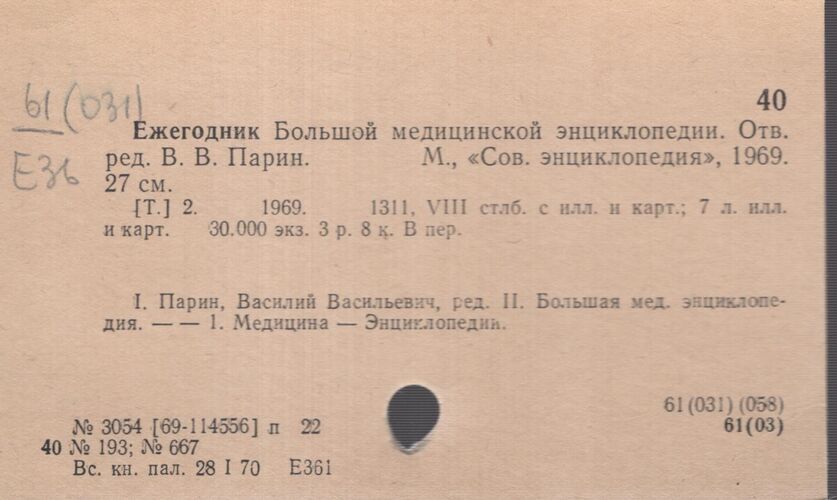 61 (031)
Е36
40
Ежегодник Большой медицинской энциклопедии. Отв.
ред. В. В. Парин. М., «Сов. энциклопедия», 1969.
27 см.
[Т.] 2. 1969. 1311, VIII стлб. с илл. и карт.; 7 л. илл.
и карт. 30.000 экз. 3 р. 8 к. В пер.
I. Парин, Василий Васильевич, ред. II. Большая мед. энциклопе-
дия. — — 1. Медицина — Энциклопедии.
61(031)(058)
№ 3054 [69-114556] п 22 61(03)
40 № 193; № 667
Вс. кн. пал. 28 I 70 Е361